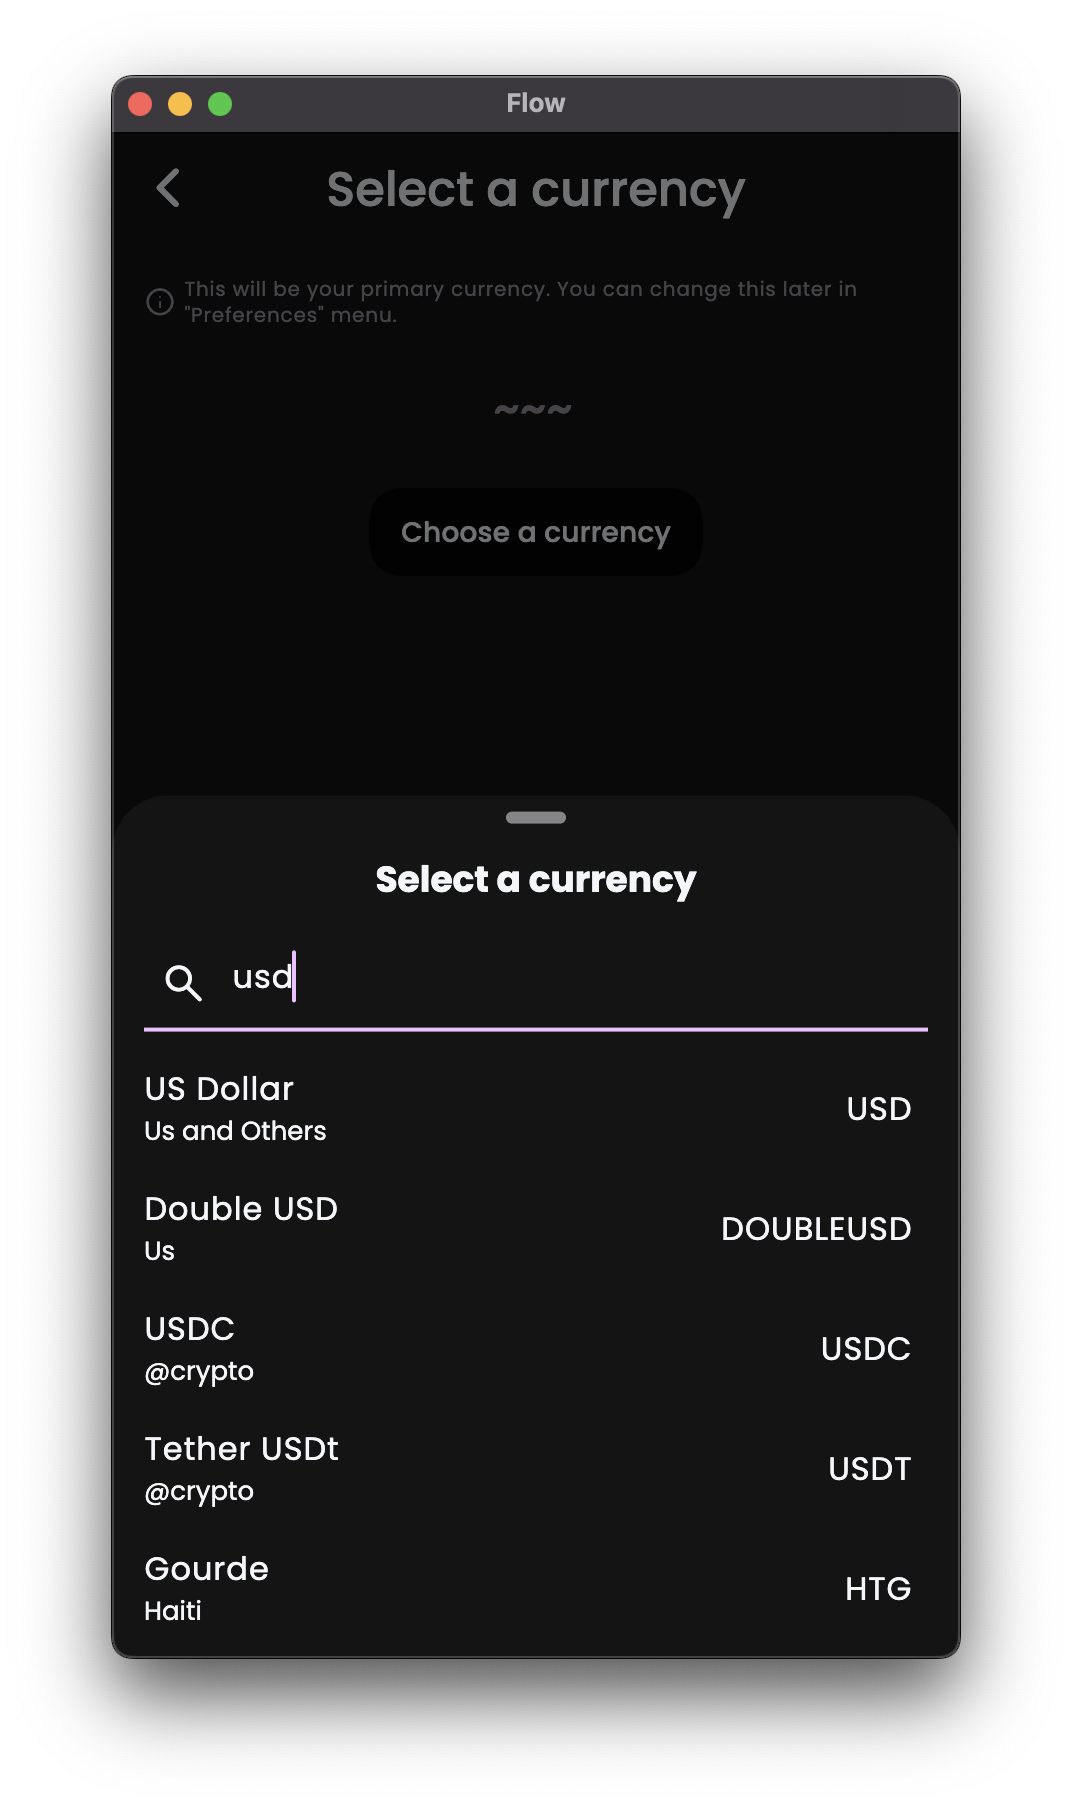 Flow
Select a currency
This will be your primary currency. You can change this later in
"Preferences" menu.
~~~
Choose a currency
Select a currency
usd
US Dollar
Us and Others
USD
Double USD
Us
DOUBLEUSD
USDC
@crypto
USDC
Tether USDt
@crypto
USDT
Gourde
Haiti
HTG